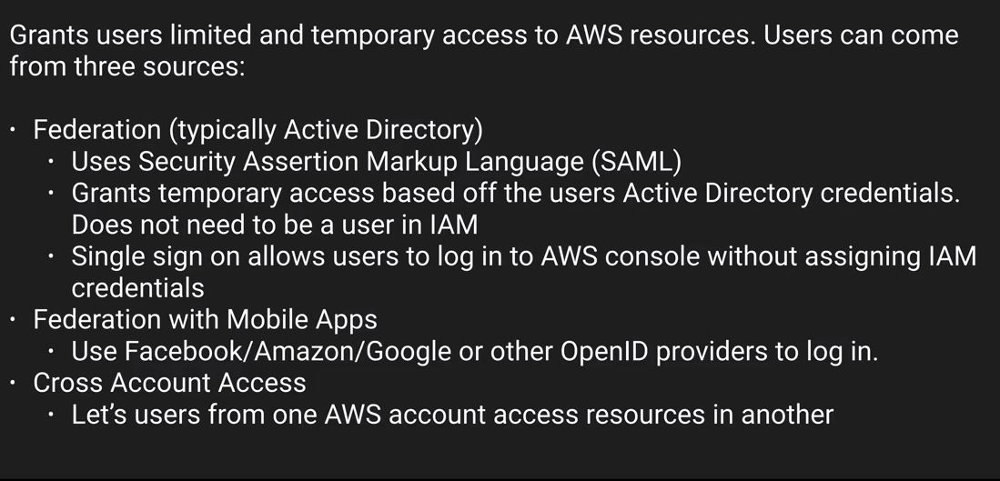 Grants users limited and temporary access to AWS resources. Users can come
from three sources:
• Federation (typically Active Directory)
• Uses Security Assertion Markup Language (SAML)
• Grants temporary access based off the users Active Directory credentials.
Does not need to be a user in IAM
• Single sign on allows users to log in to AWS console without assigning IAM
credentials
• Federation with Mobile Apps
• Use Facebook/Amazon/Google or other OpenID providers to log in.
• Cross Account Access
• Let’s users from one AWS account access resources in another